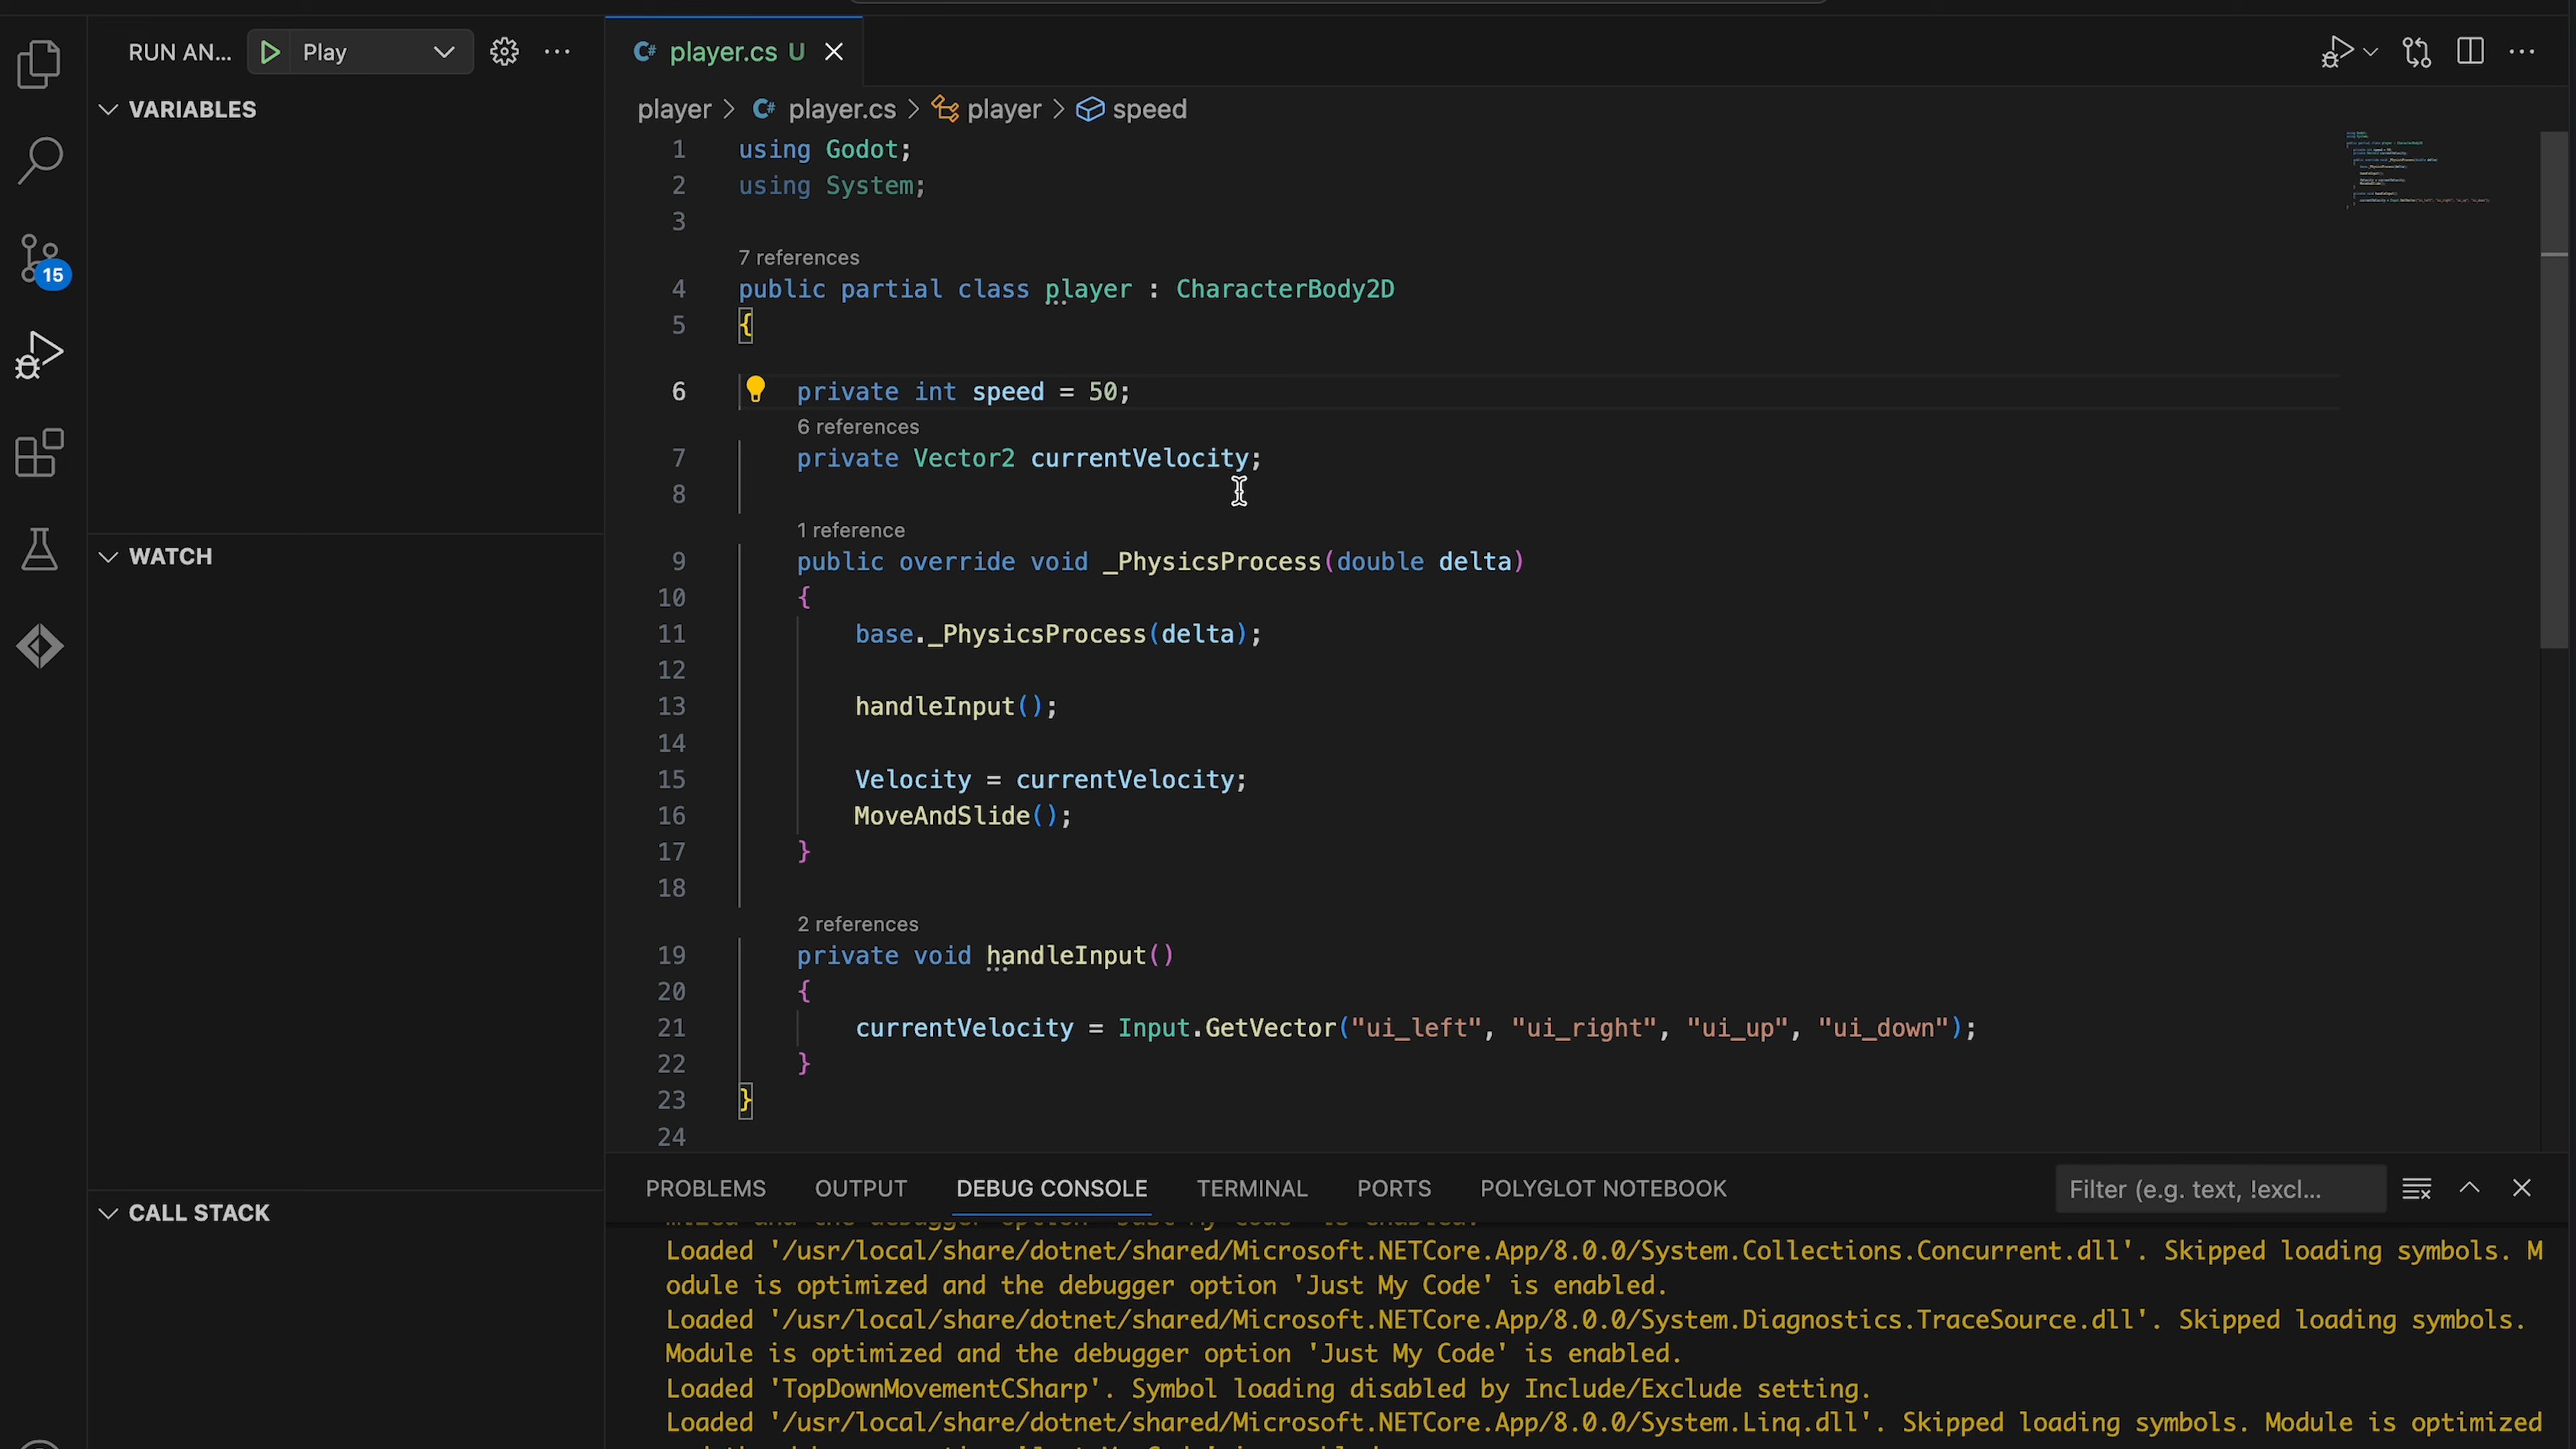 RUN AN... Play
player.cs U
VARIABLES
player > player.cs > player > speed
1 using Godot;
2 using System;
3
7 references
4 public partial class player : CharacterBody2D
5 {
6 private int speed = 50;
6 references
7 private Vector2 currentVelocity;
8
1 reference
9 public override void _PhysicsProcess(double delta)
10 {
11 base._PhysicsProcess(delta);
12
13 handleInput();
14
15 Velocity = currentVelocity;
16 MoveAndSlide();
17 }
18
2 references
19 private void handleInput()
20 {
21 currentVelocity = Input.GetVector("ui_left", "ui_right", "ui_up", "ui_down");
22 }
23 }
24
15
WATCH
CALL STACK
PROBLEMS OUTPUT DEBUG CONSOLE TERMINAL PORTS POLYGLOT NOTEBOOK Filter (e.g. text, !excl...
Loaded '/usr/local/share/dotnet/shared/Microsoft.NETCore.App/8.0.0/System.Collections.Concurrent.dll'. Skipped loading symbols. M
odule is optimized and the debugger option 'Just My Code' is enabled.
Loaded '/usr/local/share/dotnet/shared/Microsoft.NETCore.App/8.0.0/System.Diagnostics.TraceSource.dll'. Skipped loading symbols.
Module is optimized and the debugger option 'Just My Code' is enabled.
Loaded 'TopDownMovementCSharp'. Symbol loading disabled by Include/Exclude setting.
Loaded '/usr/local/share/dotnet/shared/Microsoft.NETCore.App/8.0.0/System.Linq.dll'. Skipped loading symbols. Module is optimized